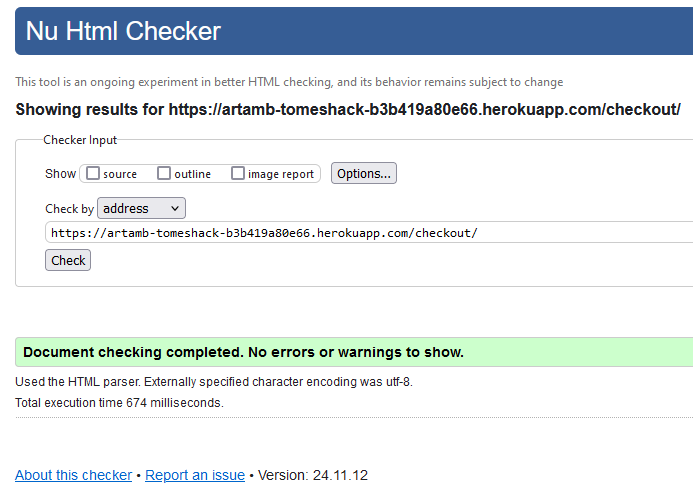 Nu Html Checker
This tool is an ongoing experiment in better HTML checking, and its behavior remains subject to change
Showing results for https://artamb-tomeshack-b3b419a80e66.herokuapp.com/checkout/
Checker Input
Show source outline image report Options...
Check by address
https://artamb-tomeshack-b3b419a80e66.herokuapp.com/checkout/
Check
Document checking completed. No errors or warnings to show.
Used the HTML parser. Externally specified character encoding was utf-8.
Total execution time 674 milliseconds.
About this checker • Report an issue • Version: 24.11.12